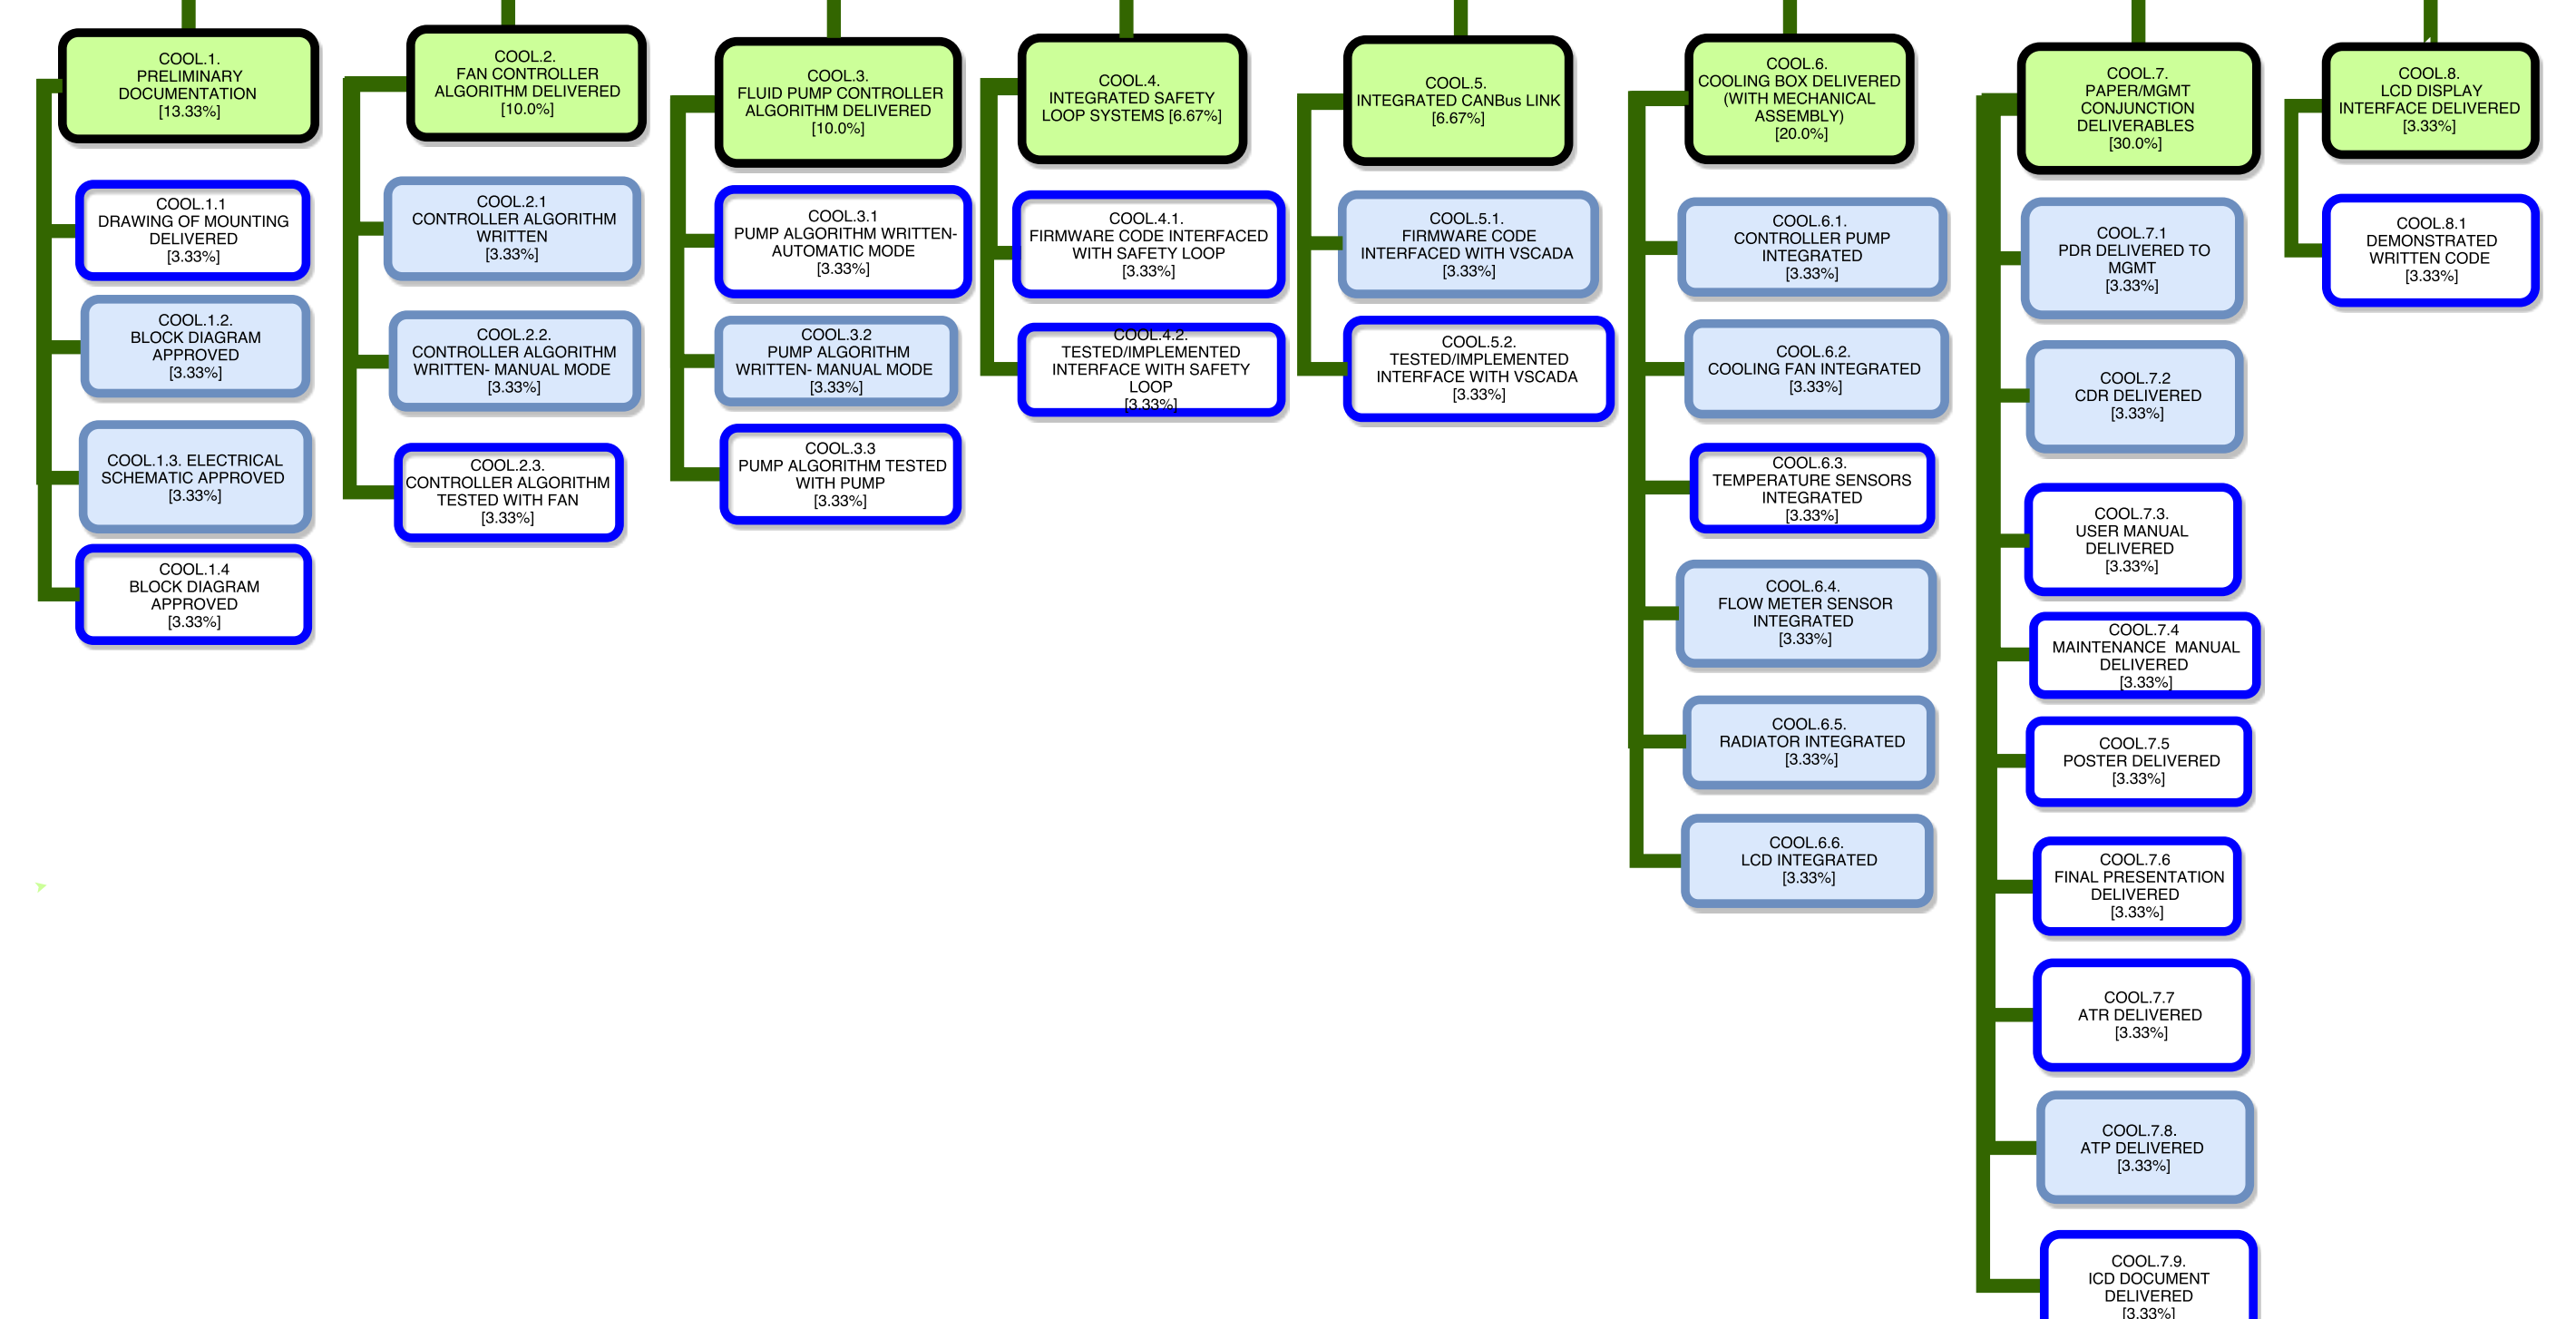 COOL.1.
PRELIMINARY
DOCUMENTATION
[13.33%]
COOL.1.1
DRAWING OF MOUNTING
DELIVERED
[3.33%]
COOL.1.2.
BLOCK DIAGRAM
APPROVED
[3.33%]
COOL.1.3. ELECTRICAL
SCHEMATIC APPROVED
[3.33%]
COOL.1.4
BLOCK DIAGRAM
APPROVED
[3.33%]
COOL.2.
FAN CONTROLLER
ALGORITHM DELIVERED
[10.0%]
COOL.2.1
CONTROLLER ALGORITHM
WRITTEN
[3.33%]
COOL.2.2.
CONTROLLER ALGORITHM
WRITTEN- MANUAL MODE
[3.33%]
COOL.2.3.
CONTROLLER ALGORITHM
TESTED WITH FAN
[3.33%]
COOL.3.
FLUID PUMP CONTROLLER
ALGORITHM DELIVERED
[10.0%]
COOL.3.1
PUMP ALGORITHM WRITTEN-
AUTOMATIC MODE
[3.33%]
COOL.3.2
PUMP ALGORITHM
WRITTEN- MANUAL MODE
[3.33%]
COOL.3.3
PUMP ALGORITHM TESTED
WITH PUMP
[3.33%]
COOL.4.
INTEGRATED SAFETY
LOOP SYSTEMS [6.67%]
COOL.4.1.
FIRMWARE CODE INTERFACED
WITH SAFETY LOOP
[3.33%]
COOL.4.2.
TESTED/IMPLEMENTED
INTERFACE WITH SAFETY
LOOP
[3.33%]
COOL.5.
INTEGRATED CANBus LINK
[6.67%]
COOL.5.1.
FIRMWARE CODE
INTERFACED WITH VSCADA
[3.33%]
COOL.5.2.
TESTED/IMPLEMENTED
INTERFACE WITH VSCADA
[3.33%]
COOL.6.
COOLING BOX DELIVERED
(WITH MECHANICAL
ASSEMBLY)
[20.0%]
COOL.6.1.
CONTROLLER PUMP
INTEGRATED
[3.33%]
COOL.6.2.
COOLING FAN INTEGRATED
[3.33%]
COOL.6.3.
TEMPERATURE SENSORS
INTEGRATED
[3.33%]
COOL.6.4.
FLOW METER SENSOR
INTEGRATED
[3.33%]
COOL.6.5.
RADIATOR INTEGRATED
[3.33%]
COOL.6.6.
LCD INTEGRATED
[3.33%]
COOL.7.
PAPER/MGMT
CONJUNCTION
DELIVERABLES
[30.0%]
COOL.7.1
PDR DELIVERED TO
MGMT
[3.33%]
COOL.7.2
CDR DELIVERED
[3.33%]
COOL.7.3.
USER MANUAL
DELIVERED
[3.33%]
COOL.7.4
MAINTENANCE  MANUAL
DELIVERED
[3.33%]
COOL.7.5
POSTER DELIVERED
[3.33%]
COOL.7.6
FINAL PRESENTATION
DELIVERED
[3.33%]
COOL.7.7
ATR DELIVERED
[3.33%]
COOL.7.8.
ATP DELIVERED
[3.33%]
COOL.7.9.
ICD DOCUMENT
DELIVERED
[3.33%]
COOL.8.
LCD DISPLAY
INTERFACE DELIVERED
[3.33%]
COOL.8.1
DEMONSTRATED
WRITTEN CODE
[3.33%]